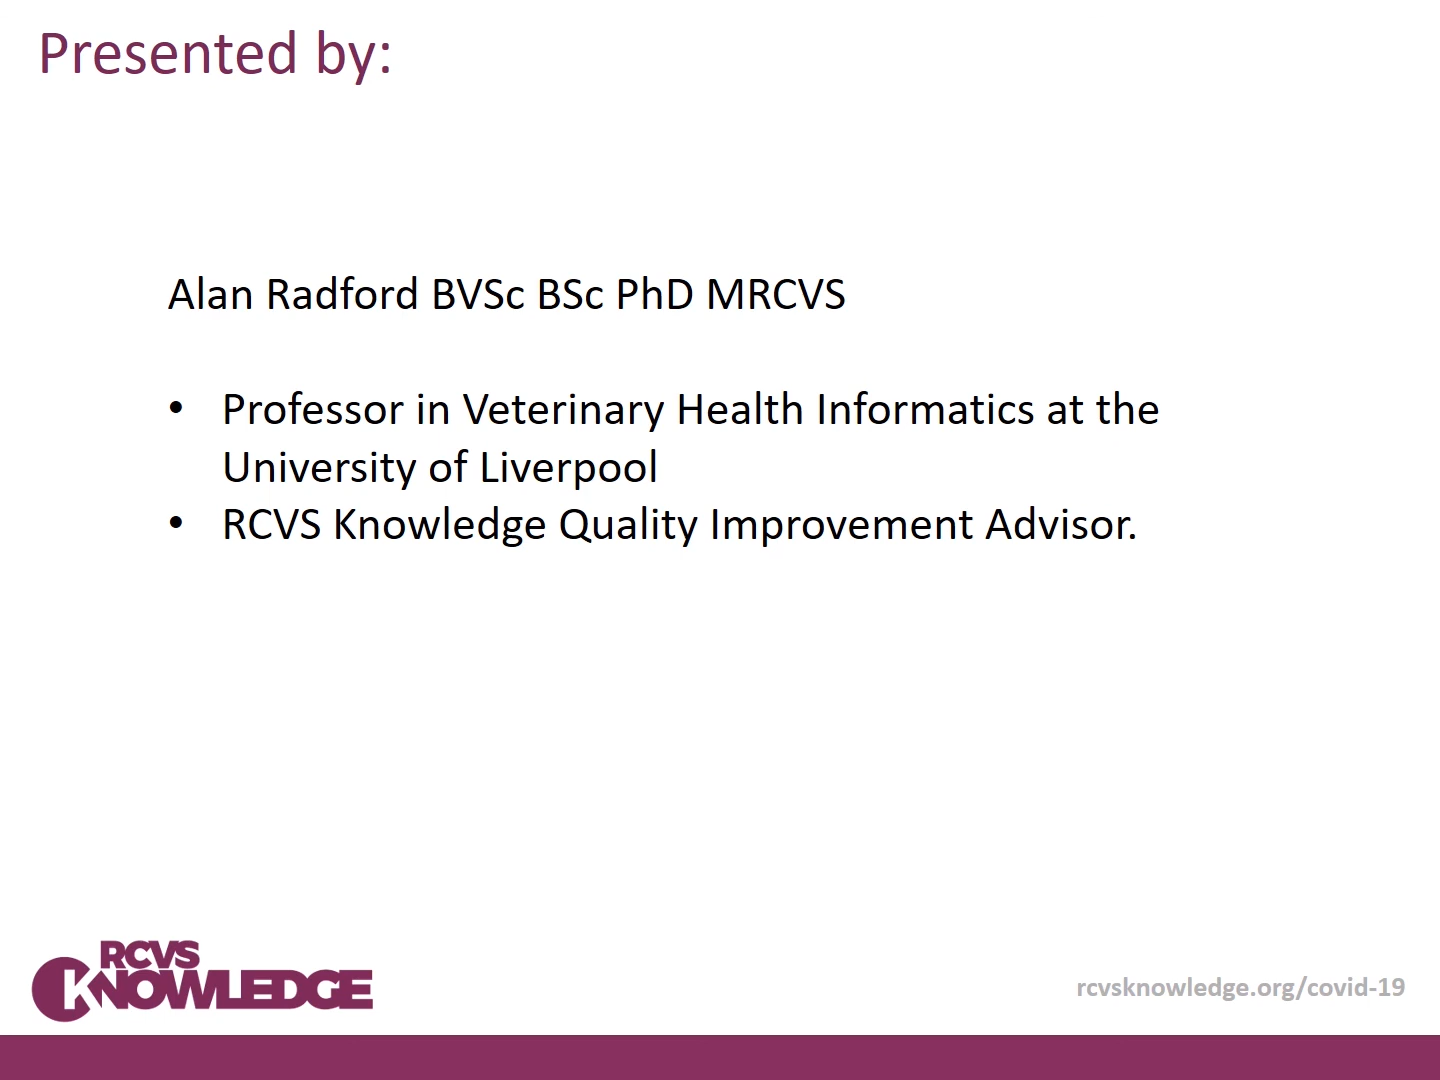 Presented by:
Alan Radford BVSc BSc PhD MRCVS
• Professor in Veterinary Health Informatics at the
University of Liverpool
• RCVS Knowledge Quality Improvement Advisor.
RCVS
KNOWLEDGE
rcvsknowledge.org/covid-19